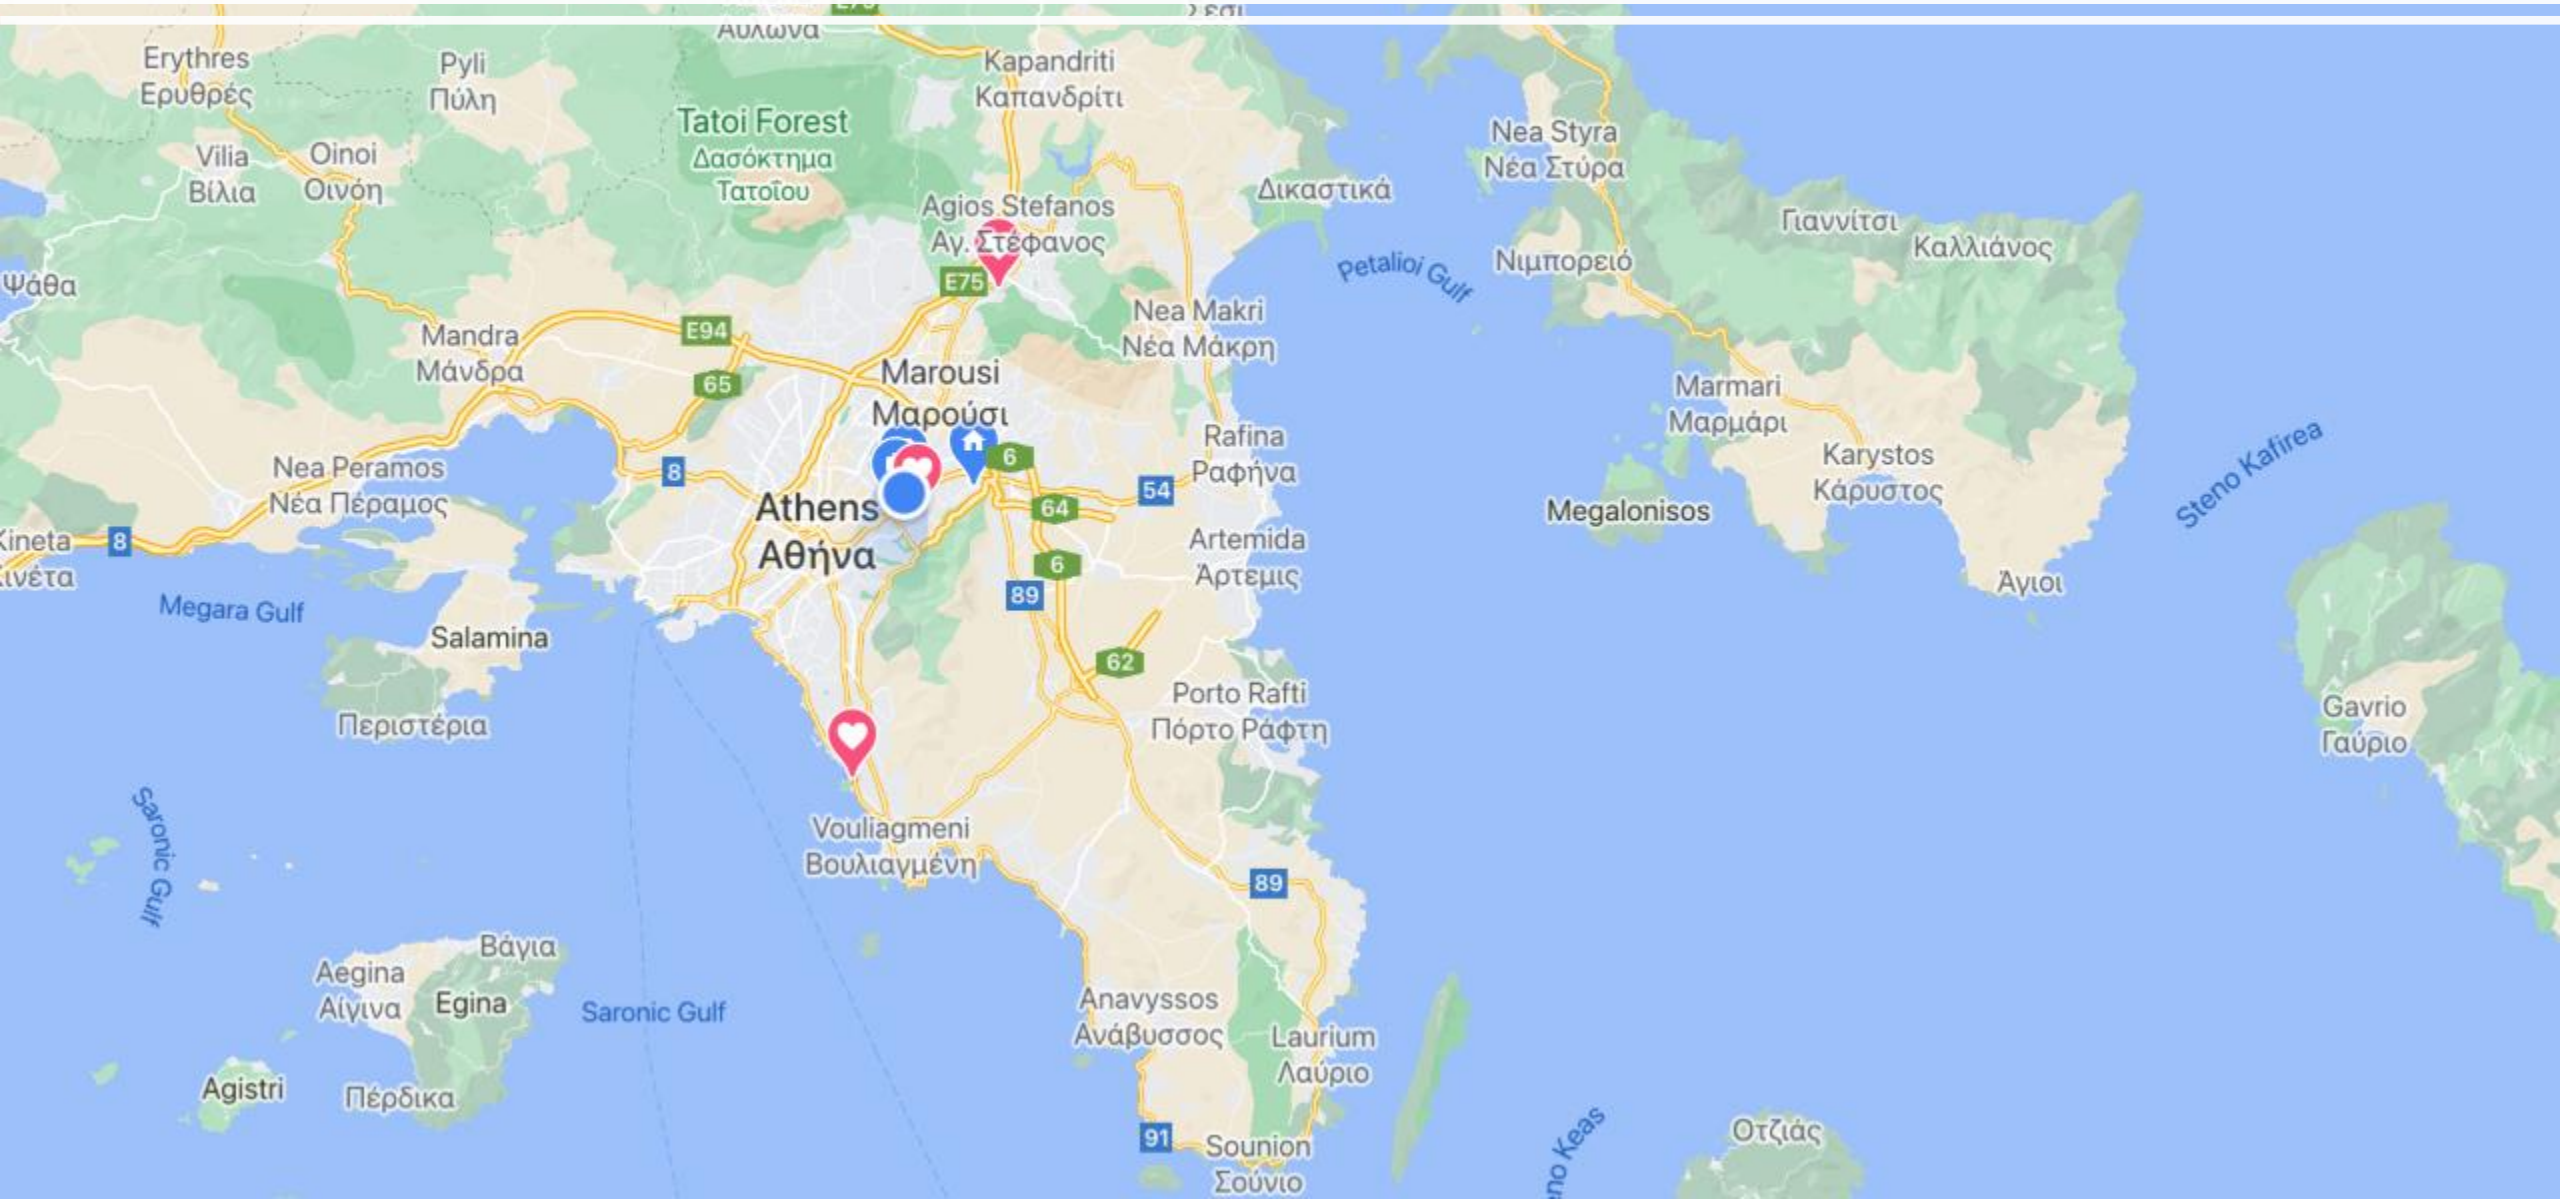 Αυλώνα
Erythres
Ερυθρές
Pyli
Πύλη
Kapandriti
Καπανδρίτι
Tatoi Forest
Δασόκτημα
Τατοΐου
Vilia
Βίλια
Oinoi
Οινόη
Nea Styra
Νέα Στύρα
Δικαστικά
Agios Stefanos
Αγ. Στέφανος
Γιαννίτσι
Καλλιάνος
Νιμπορειό
Petalioi Gulf
Ψάθα
E75
Nea Makri
Νέα Μάκρη
E94
Mandra
Μάνδρα
65
Marousi
Μαρούσι
Marmari
Μαρμάρι
Rafina
Ραφήνα
6
8
54
64
Nea Peramos
Νέα Πέραμος
Karystos
Κάρυστος
Steno Kafirea
Megalonisos
Athens
Αθήνα
Kineta
8
Artemida
Άρτεμις
6
89
Άγιοι
Megara Gulf
Salamina
62
Περιστέρια
Porto Rafti
Πόρτο Ράφτη
Gavrio
Γαύριο
Saronic Gulf
Vouliagmeni
Βουλιαγμένη
89
Βάγια
Aegina
Αίγινα
Egina
Saronic Gulf
Anavyssos
Ανάβυσσος
Laurium
Λαύριο
Agistri
Πέρδικα
91
Sounion
Σούνιο
Keas
Οτζιάς